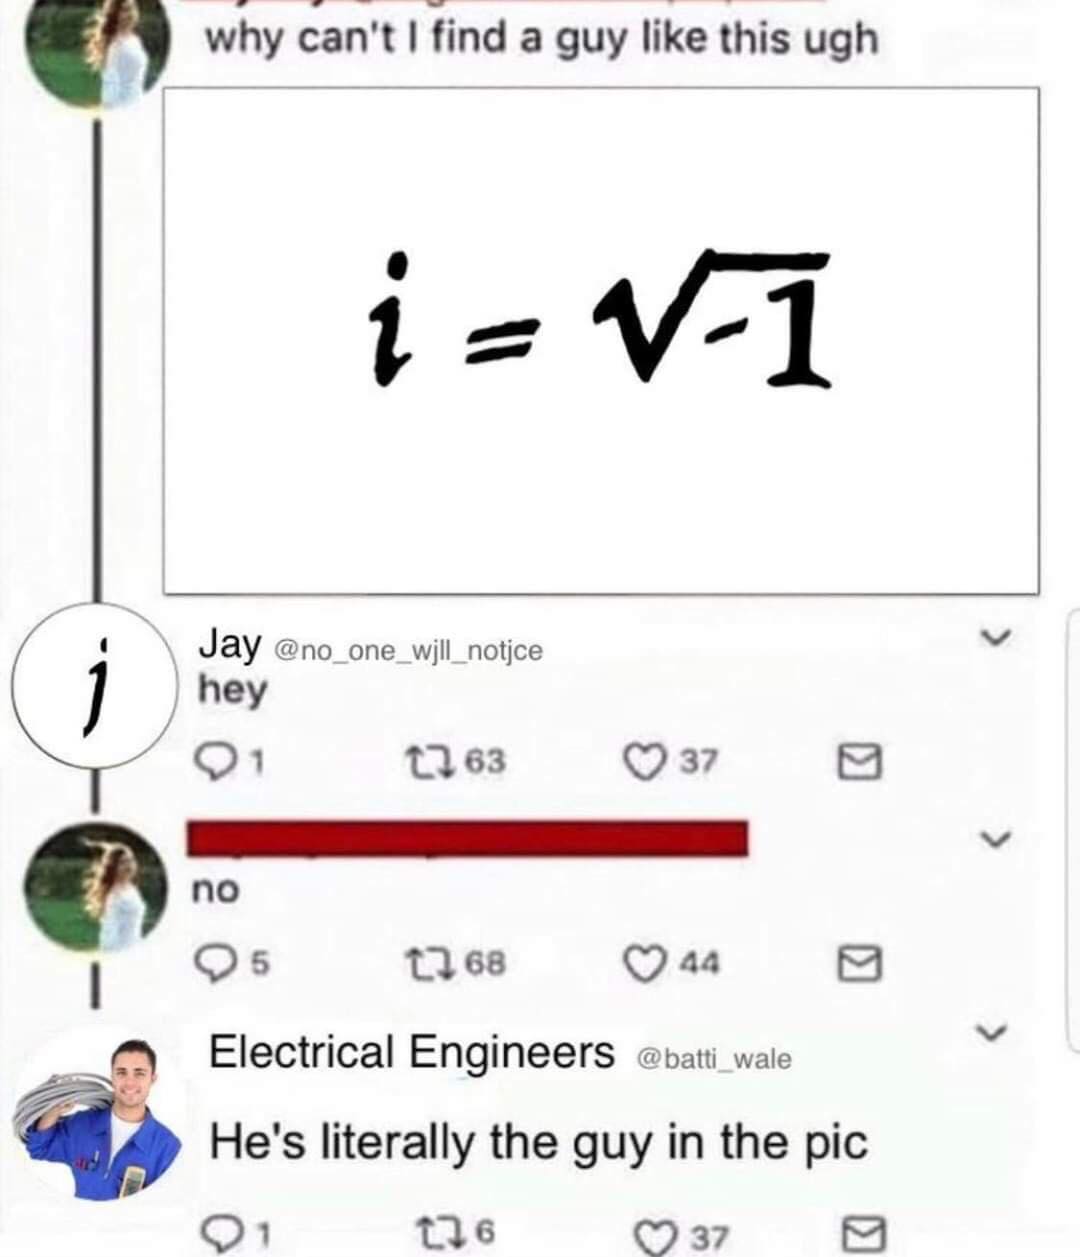 why can't I find a guy like this ugh
i = √-1
j
Jay @no_one_wjll_notjce
hey
1 63 37
no
5 68 44
Electrical Engineers @batti_wale
He's literally the guy in the pic
1 6 37